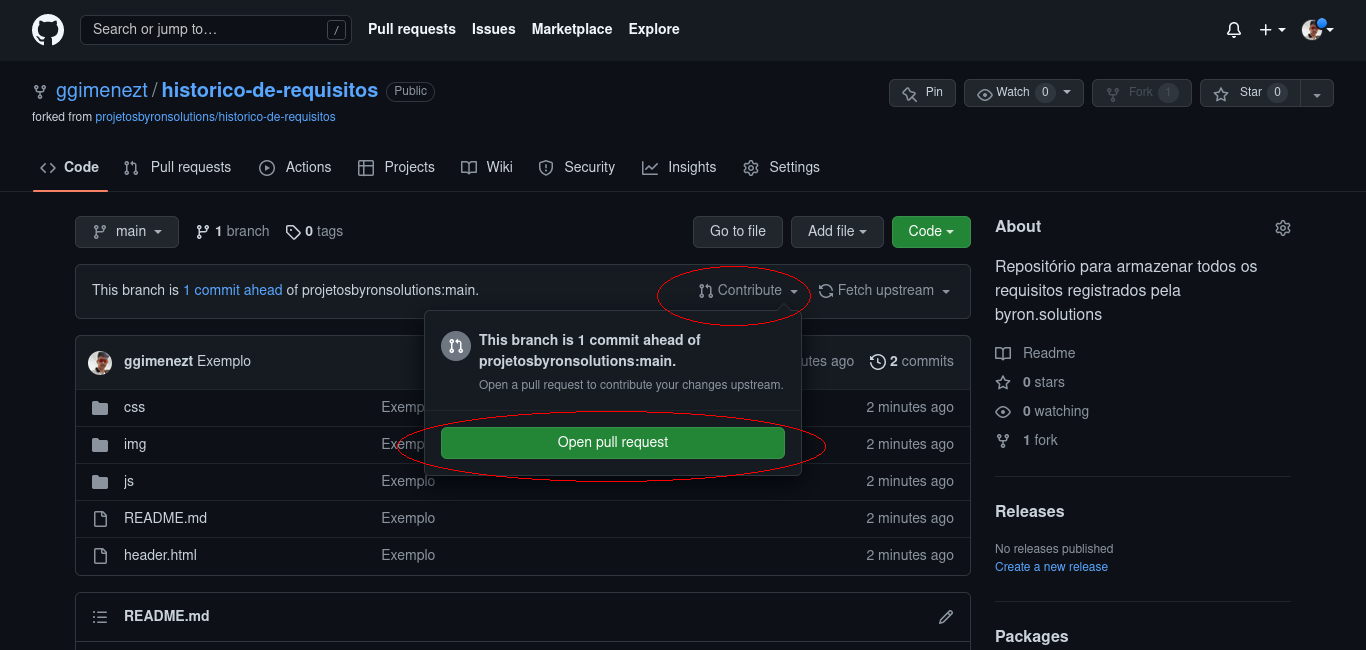 Search or jump to… /
Pull requests Issues Marketplace Explore
ggimenezt / historico-de-requisitos Public
forked from projetosbyronsolutions/historico-de-requisitos
Pin Watch 0 Fork 1 Star 0
Code Pull requests Actions Projects Wiki Security Insights Settings
main 1 branch 0 tags Go to file Add file Code
This branch is 1 commit ahead of projetosbyronsolutions:main. Contribute Fetch upstream
This branch is 1 commit ahead of
projetosbyronsolutions:main.
Open a pull request to contribute your changes upstream.
Open pull request
ggimenezt Exemplo utes ago 2 commits
css Exemp 2 minutes ago
img Exemp 2 minutes ago
js Exemplo 2 minutes ago
README.md Exemplo 2 minutes ago
header.html Exemplo 2 minutes ago
README.md
About
Repositório para armazenar todos os
requisitos registrados pela
byron.solutions
Readme
0 stars
0 watching
1 fork
Releases
No releases published
Create a new release
Packages